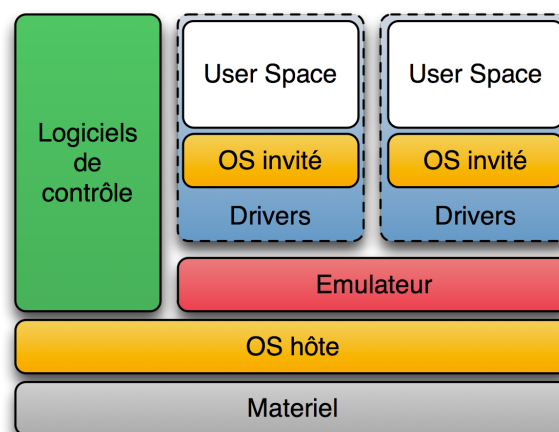 Logiciels
de
contrôle
User Space
OS invité
Drivers
User Space
OS invité
Drivers
Emulateur
OS hôte
Materiel